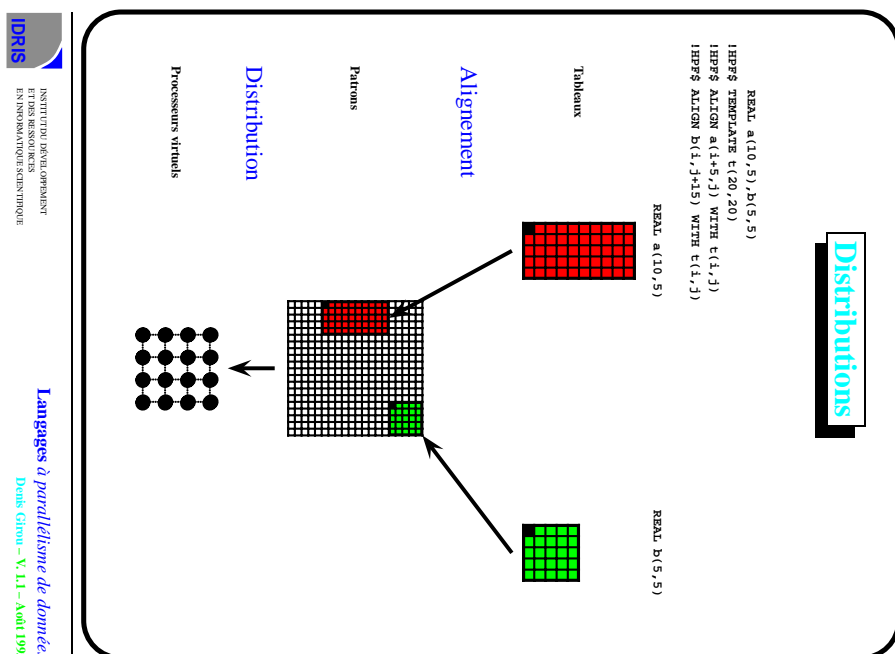 Distributions
REAL a(10,5),b(5,5)
!HPF$ TEMPLATE t(20,20)
!HPF$ ALIGN a(i+5,j) WITH t(i,j)
!HPF$ ALIGN b(i,j+15) WITH t(i,j)
REAL a(10,5)
REAL b(5,5)
Tableaux
Alignement
Patrons
Distribution
Processeurs virtuels
IDRIS
INSTITUT DU DÉVELOPPEMENT
ET DES RESSOURCES
EN INFORMATIQUE SCIENTIFIQUE
Langages à parallélisme de donnée
Denis Girou – V. 1.1 – Août 199